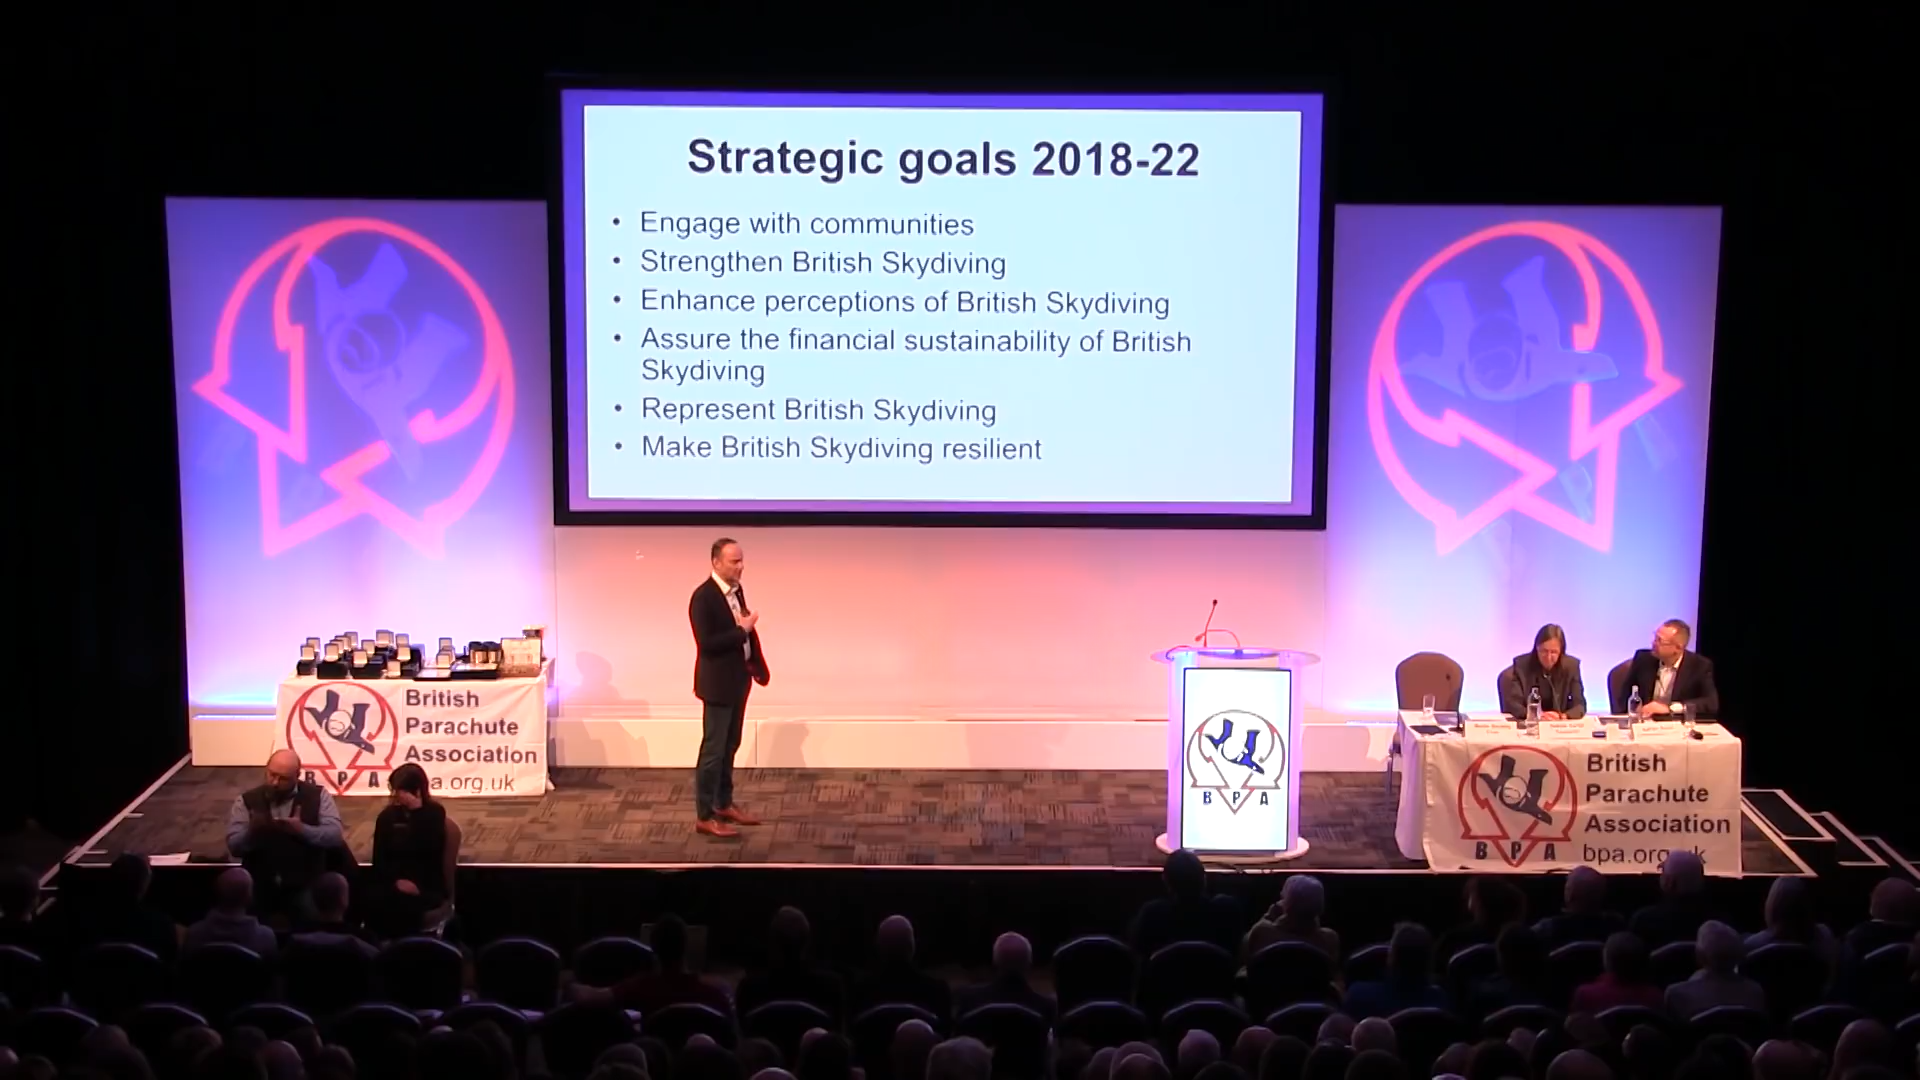 Strategic goals 2018-22
• Engage with communities
• Strengthen British Skydiving
• Enhance perceptions of British Skydiving
• Assure the financial sustainability of British
Skydiving
• Represent British Skydiving
• Make British Skydiving resilient
British
Parachute
Association
BPA
a.org.uk
BPA
British
Parachute
Association
BPA
bpa.org.uk